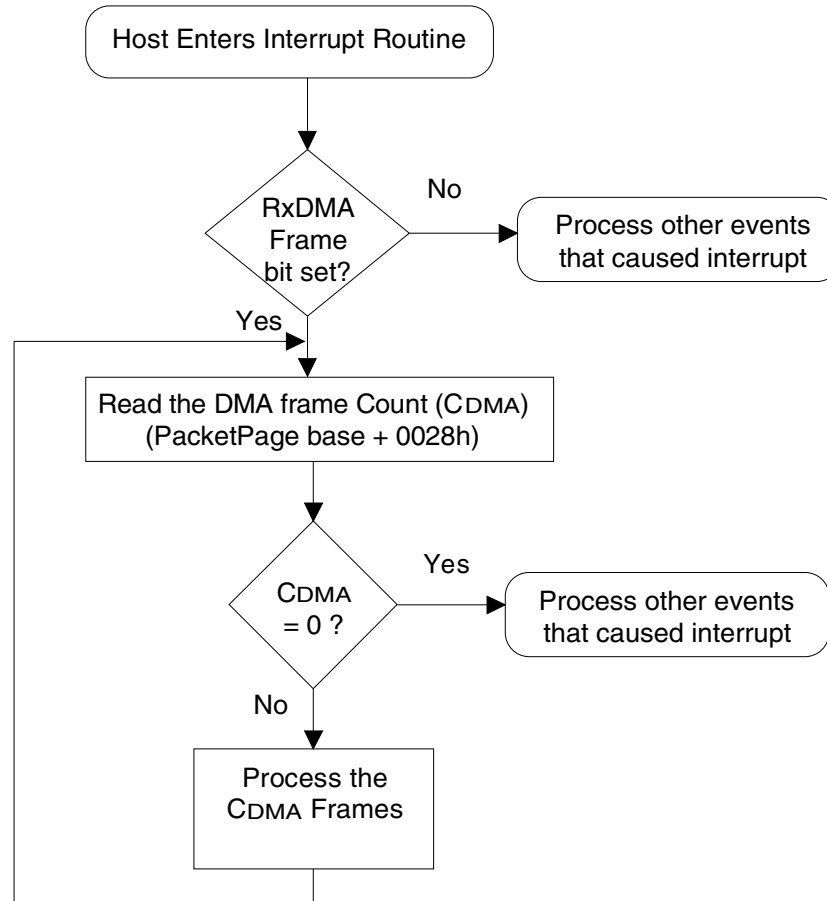 Host Enters Interrupt Routine
RxDMA
Frame
bit set?
No
Process other events
that caused interrupt
Yes
Read the DMA frame Count (CDMA)
(PacketPage base + 0028h)
CDMA
= 0 ?
Yes
Process other events
that caused interrupt
No
Process the
CDMA Frames